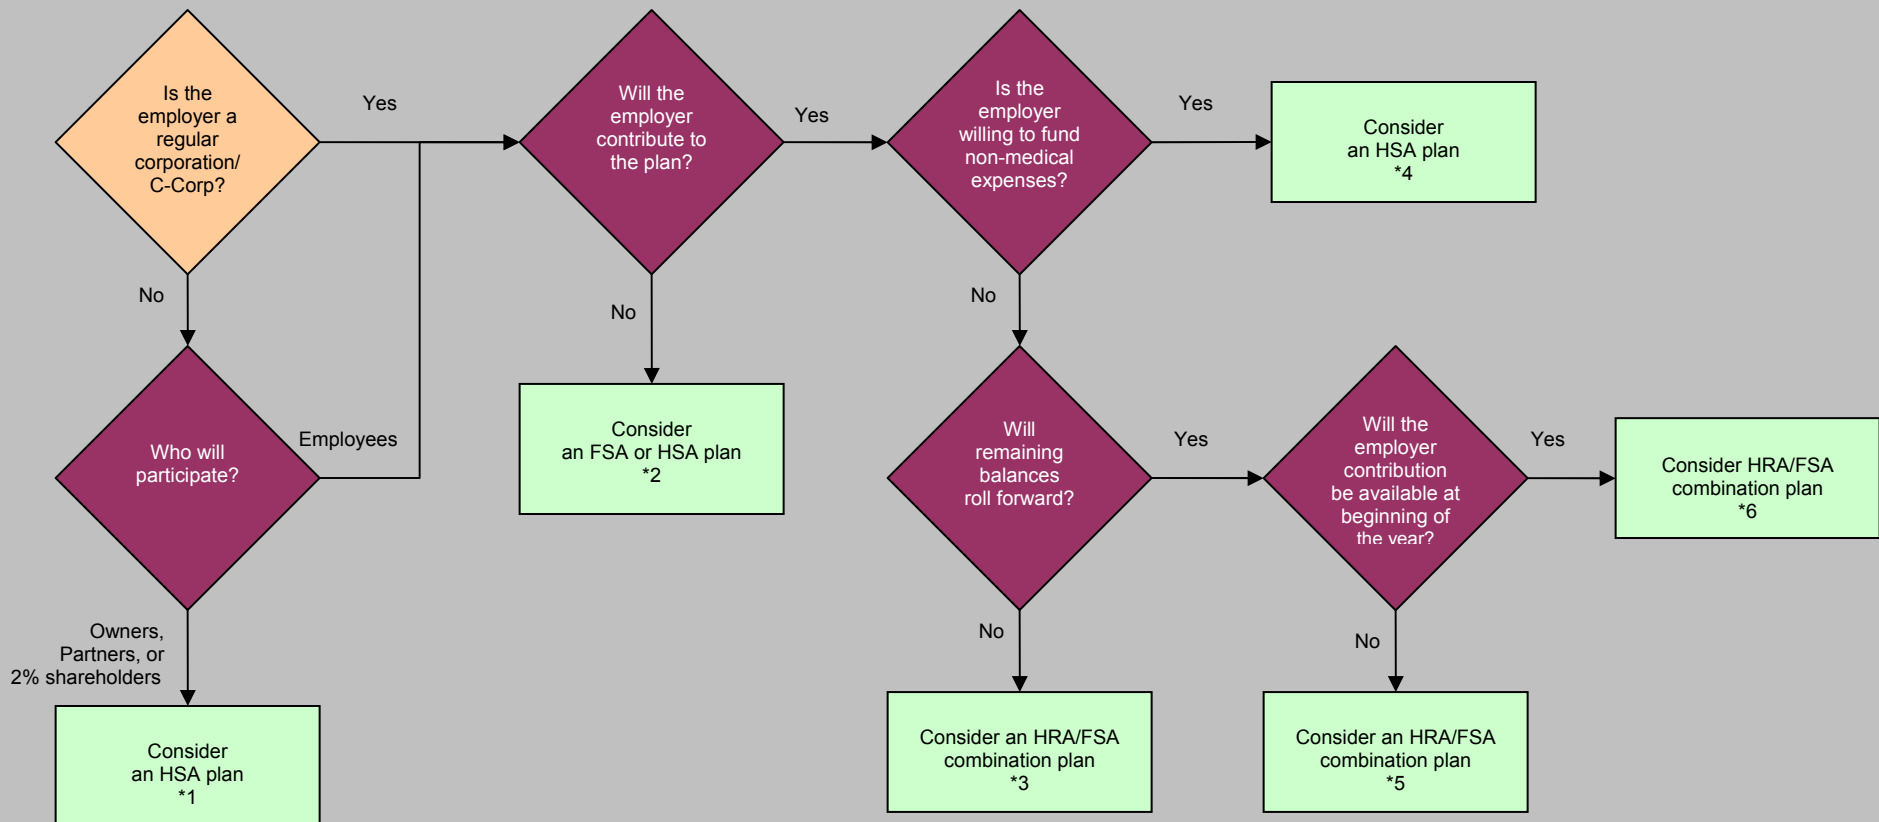 Is the
employer a
regular
corporation/
C-Corp?
Yes
Will the
employer
contribute to
the plan?
Yes
Is the
employer
willing to fund
non-medical
expenses?
Yes
Consider
an HSA plan
*4
No
No
No
Who will
participate?
Employees
Consider
an FSA or HSA plan
*2
Will
remaining
balances
roll forward?
Yes
Will the
employer
contribution
be available at
beginning of
the year?
Yes
Consider HRA/FSA
combination plan
*6
Owners,
Partners, or
2% shareholders
No
No
Consider
an HSA plan
*1
Consider an HRA/FSA
combination plan
*3
Consider an HRA/FSA
combination plan
*5